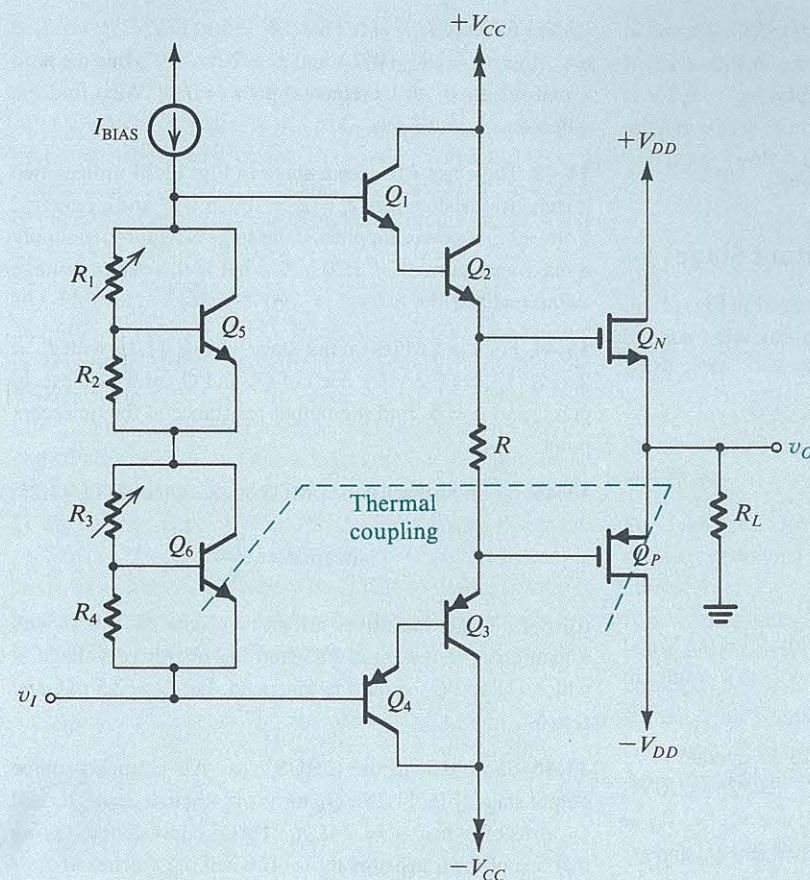 +V_CC
I_BIAS
+V_DD
Q_1
Q_2
R_1
Q_5
Q_N
R_2
R
v_O
Thermal
coupling
R_3
R_L
Q_6
Q_P
R_4
Q_3
v_I
Q_4
−V_DD
−V_CC